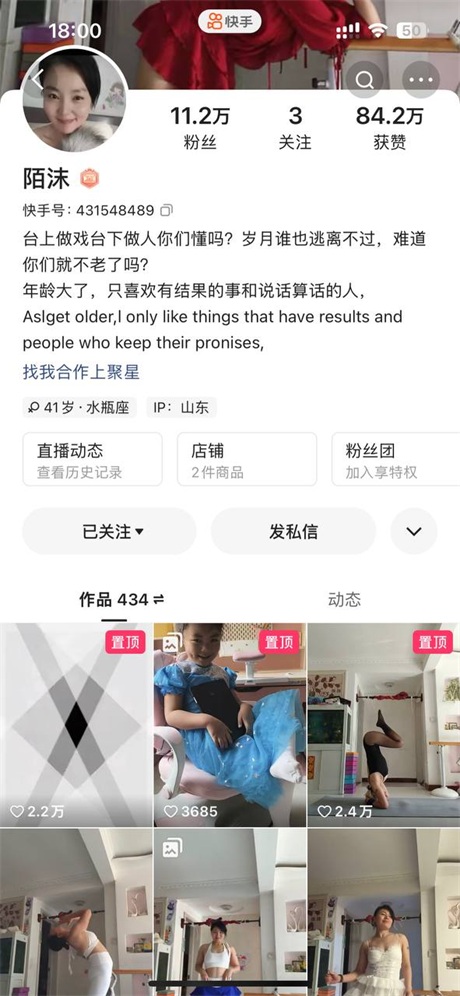 18:00
快手
50
11.2万
3
84.2万
粉丝
关注
获赞
陌沫
快手号: 431548489
台上做戏台下做人你们懂吗？岁月谁也逃离不过，难道
你们就不老了吗？
年龄大了，只喜欢有结果的事和说话算话的人，
Aslget older,l only like things that have results and
people who keep their pronises,
找我合作上聚星
41岁·水瓶座
IP：山东
直播动态
店铺
粉丝团
查看历史记录
2件商品
加入享特权
已关注
发私信
作品 434
动态
置顶
置顶
置顶
2.2万
3685
2.4万